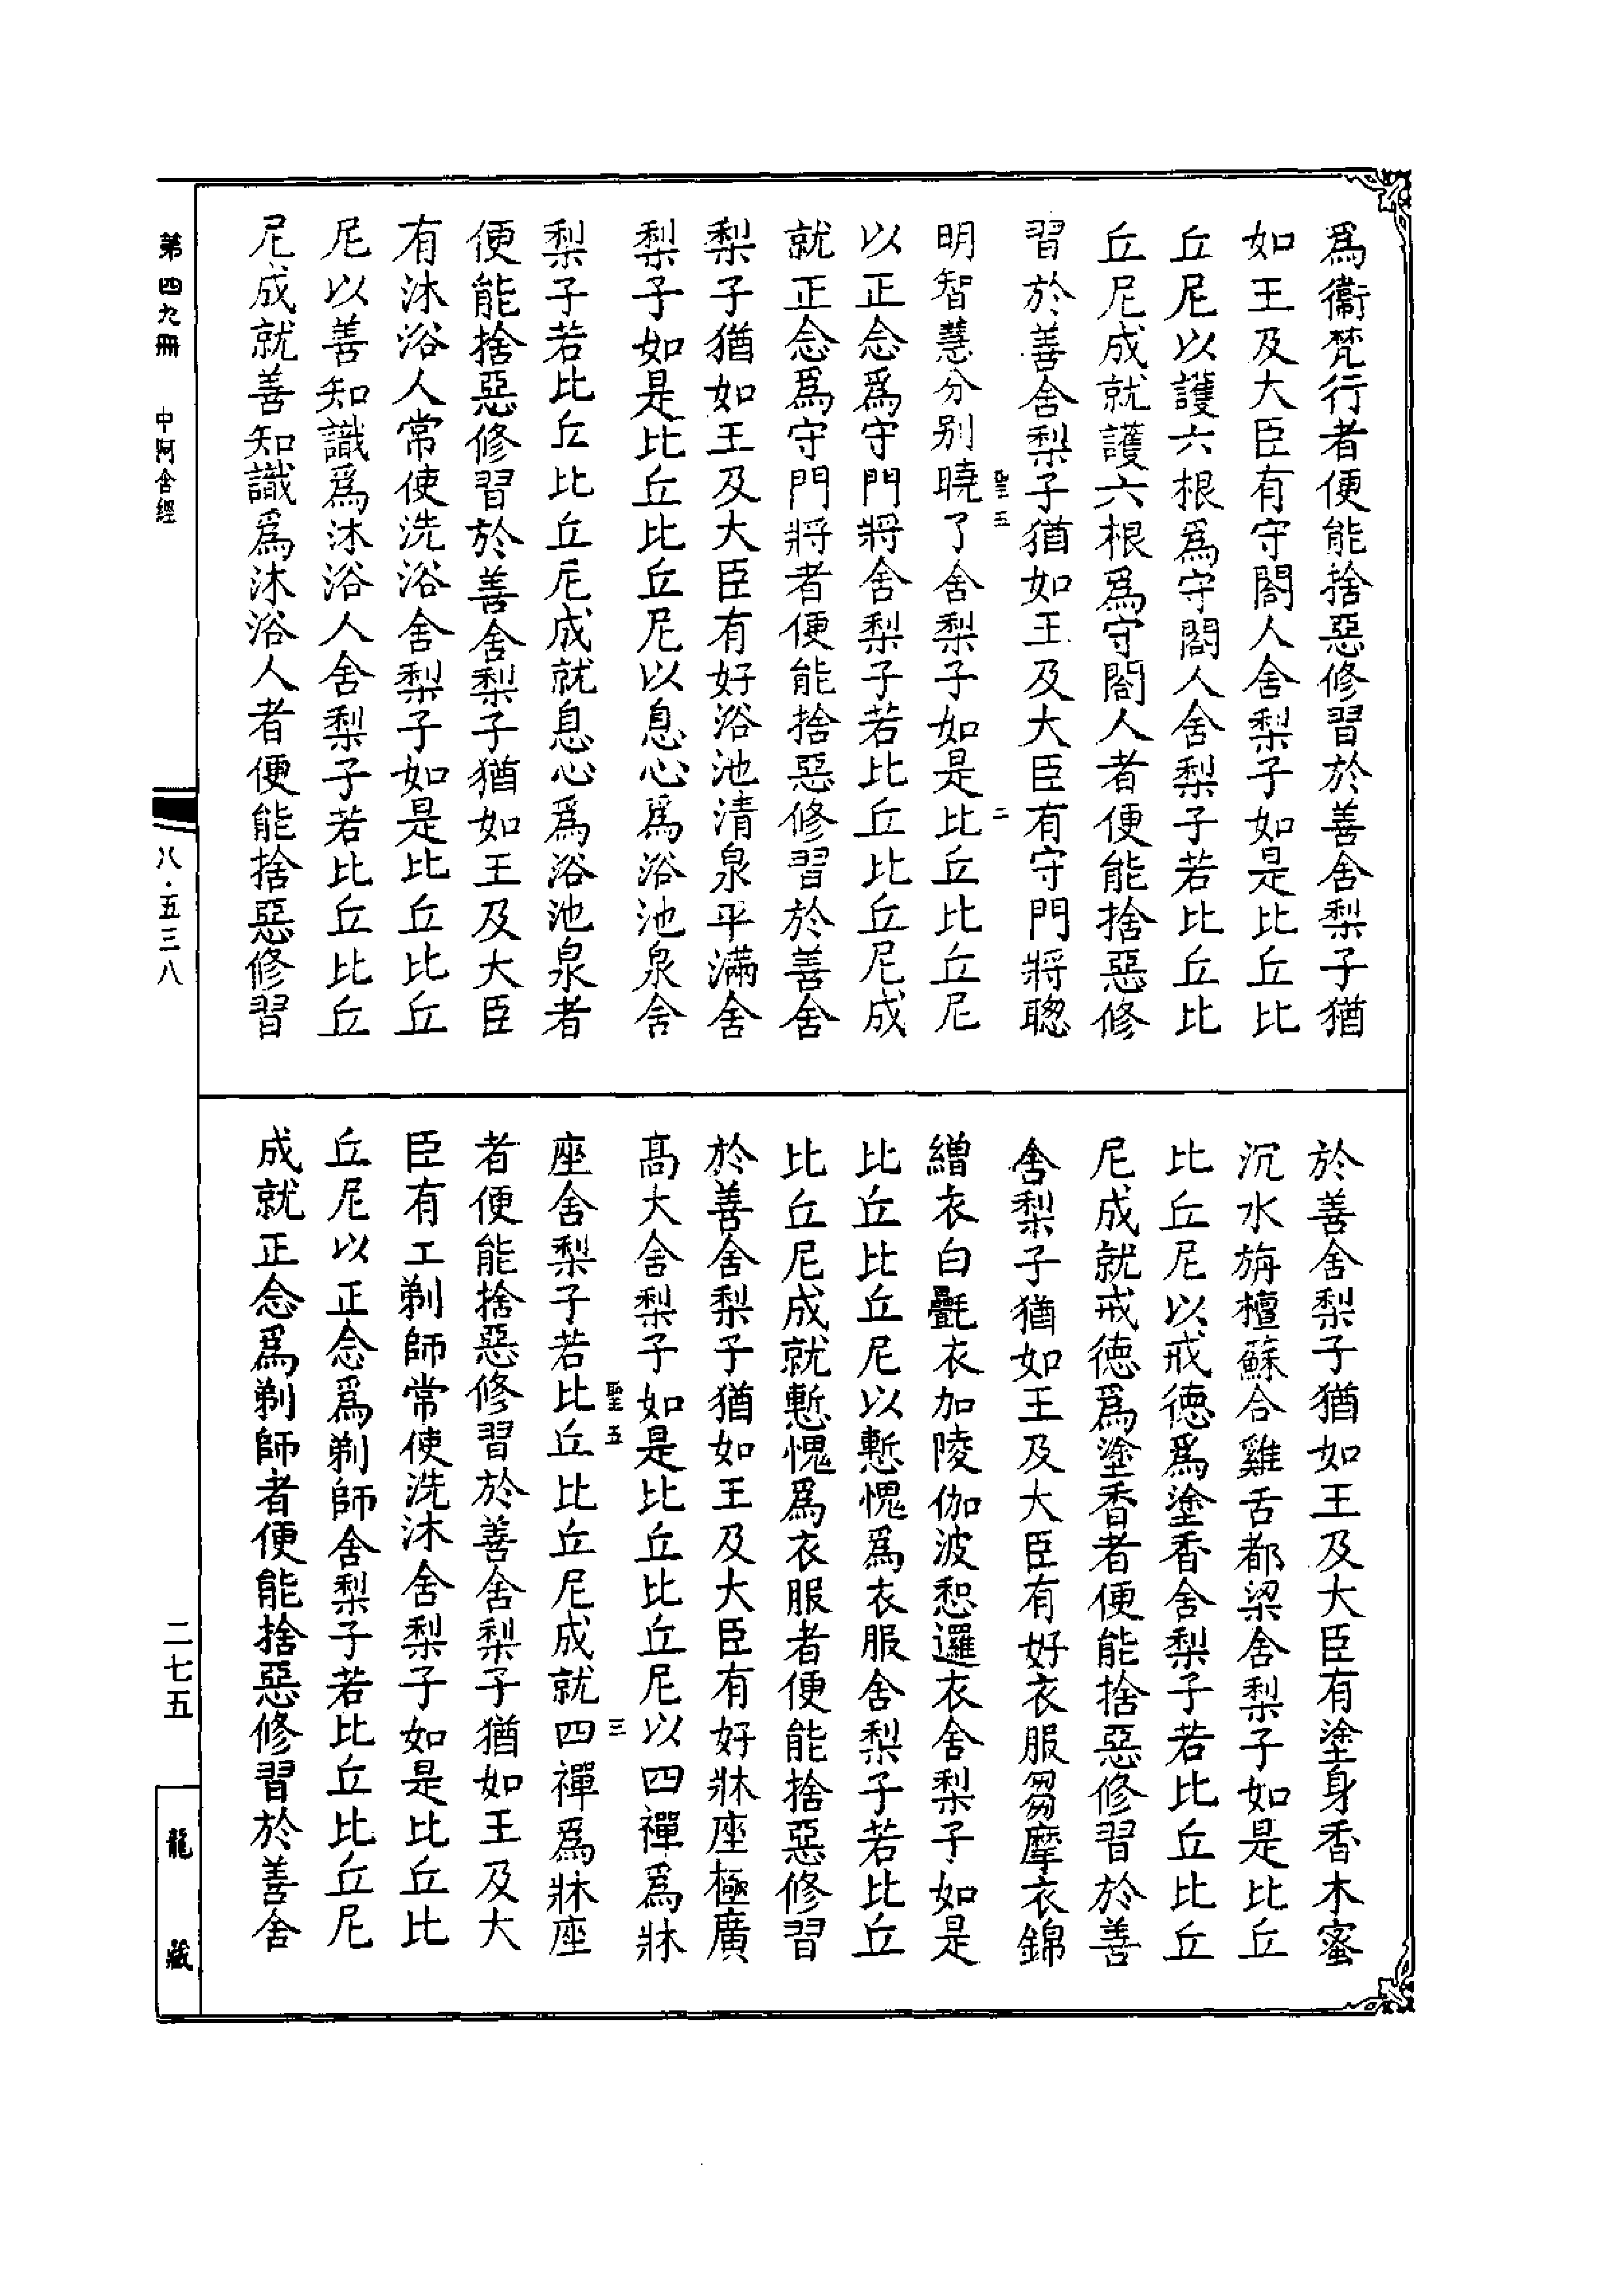 爲衞梵行者便能捨惡修習於善舍梨子猶
如王及大臣有守閤人舍梨子如是比丘比
丘尼以護六根爲守閤人舍梨子若比丘比
丘尼成就護六根爲守閤人者便能捨惡修
習於善舍梨子猶如王及大臣有守門將聰
聖五 二
明智慧分别曉了舍梨子如是比丘比丘尼
以正念爲守門將舍梨子若比丘比丘尼成
就正念爲守門將者便能捨惡修習於善舍
梨子猶如王及大臣有好浴池清泉平滿舍
梨子如是比丘比丘尼以息心爲浴池泉舍
梨子若比丘比丘尼成就息心爲浴池泉者
便能捨惡修習於善舍梨子猶如王及大臣
有沐浴人常使洗浴舍梨子如是比丘比丘
尼以善知識爲沐浴人舍梨子若比丘比丘
尼成就善知識爲沐浴人者便能捨惡修習
於善舍梨子猶如王及大臣有塗身香木蜜
沉水旃檀蘇合雞舌都梁舍梨子如是比丘
比丘尼以戒德爲塗香舍梨子若比丘比丘
尼成就戒德爲塗香者便能捨惡修習於善
舍梨子猶如王及大臣有好衣服芻摩衣錦
繒衣白氎衣加陵伽波惒邏衣舍梨子如是
比丘比丘尼以慙愧爲衣服舍梨子若比丘
比丘尼成就慙愧爲衣服者便能捨惡修習
於善舍梨子猶如王及大臣有好牀座極廣
高大舍梨子如是比丘比丘尼以四禪爲牀
聖五 三
座舍梨子若比丘比丘尼成就四禪爲牀座
者便能捨惡修習於善舍梨子猶如王及大
臣有工剃師常使洗沐舍梨子如是比丘比
丘尼以正念爲剃師舍梨子若比丘比丘尼
成就正念爲剃師者便能捨惡修習於善舍
第四九冊 中阿含經
八·五三八
二七五
龍藏